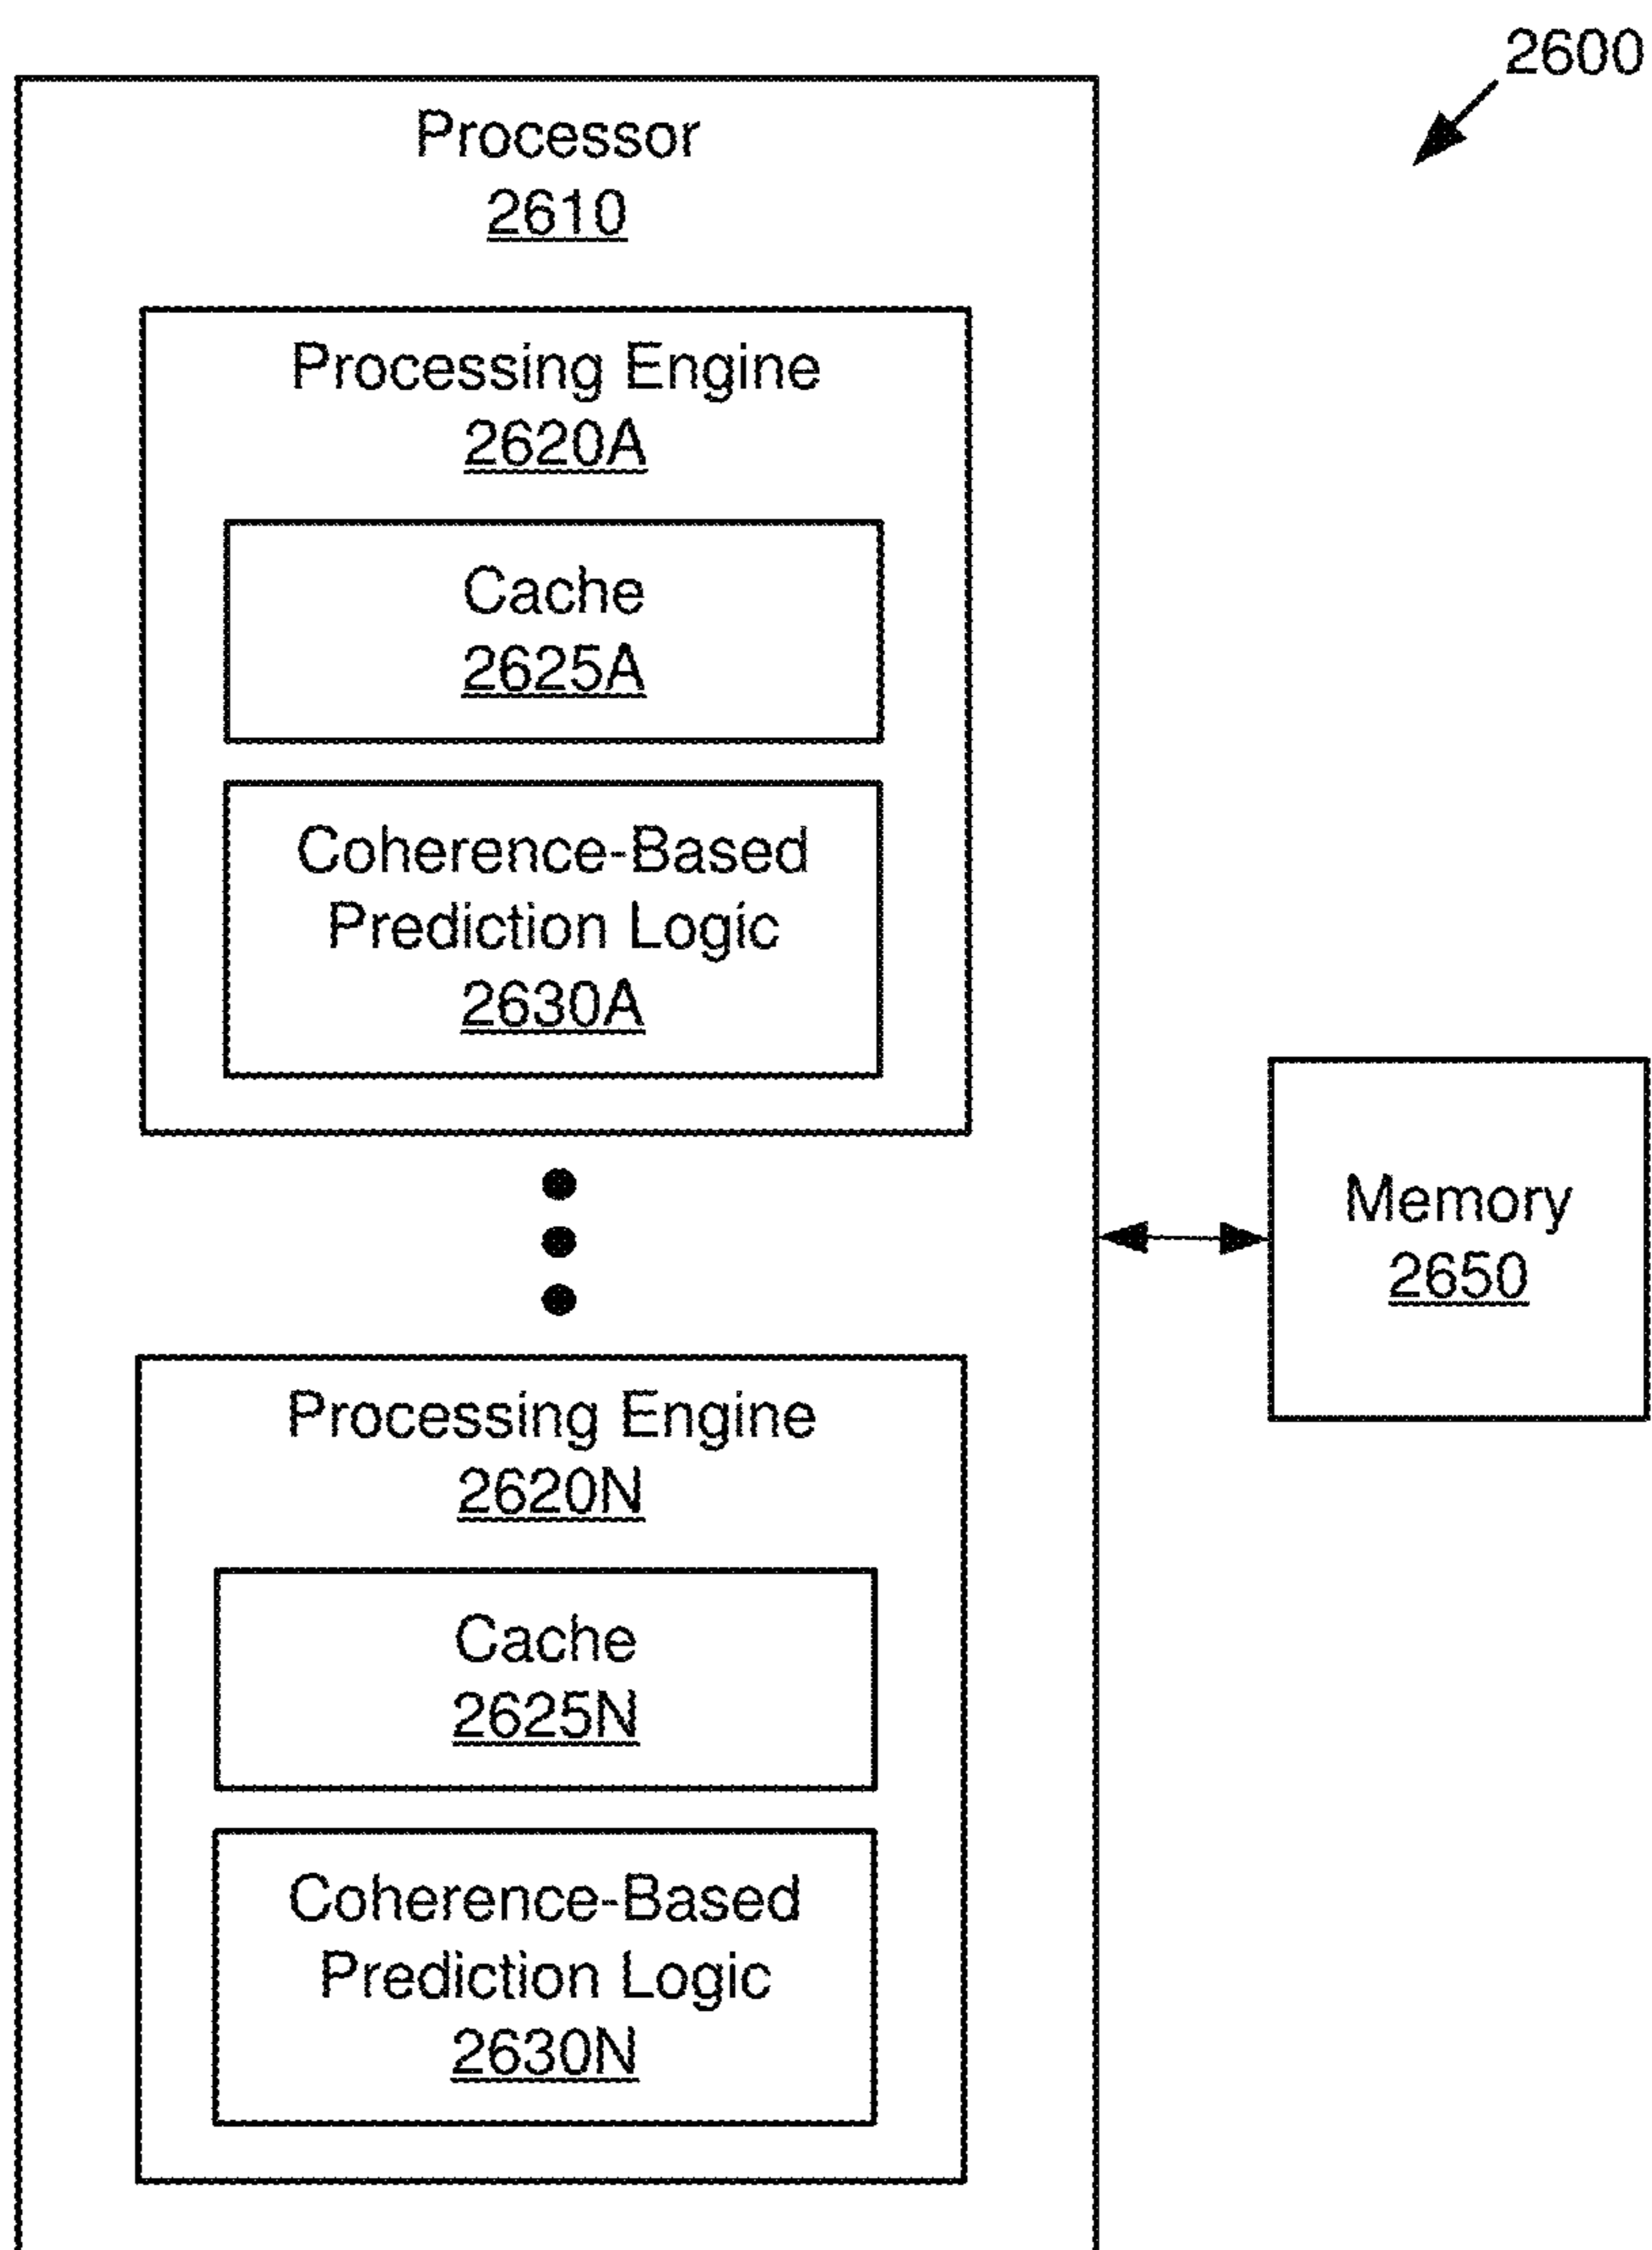 2600
Processor
2610
Processing Engine
2620A
Cache
2625A
Coherence-Based
Prediction Logic
2630A
Memory
2650
Processing Engine
2620N
Cache
2625N
Coherence-Based
Prediction Logic
2630N